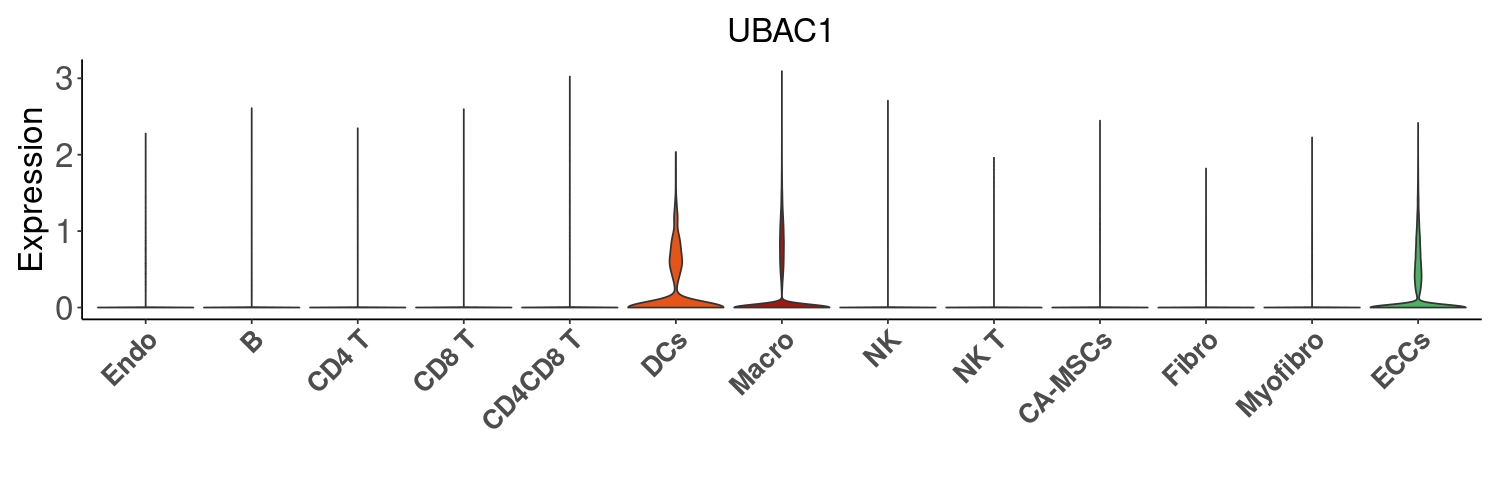 UBAC1
Expression
3
2
1
0
Endo
B
CD4 T
CD8 T
CD4CD8 T
DCs
Macro
NK
NK T
CA-MSCs
Fibro
Myofibro
ECCs